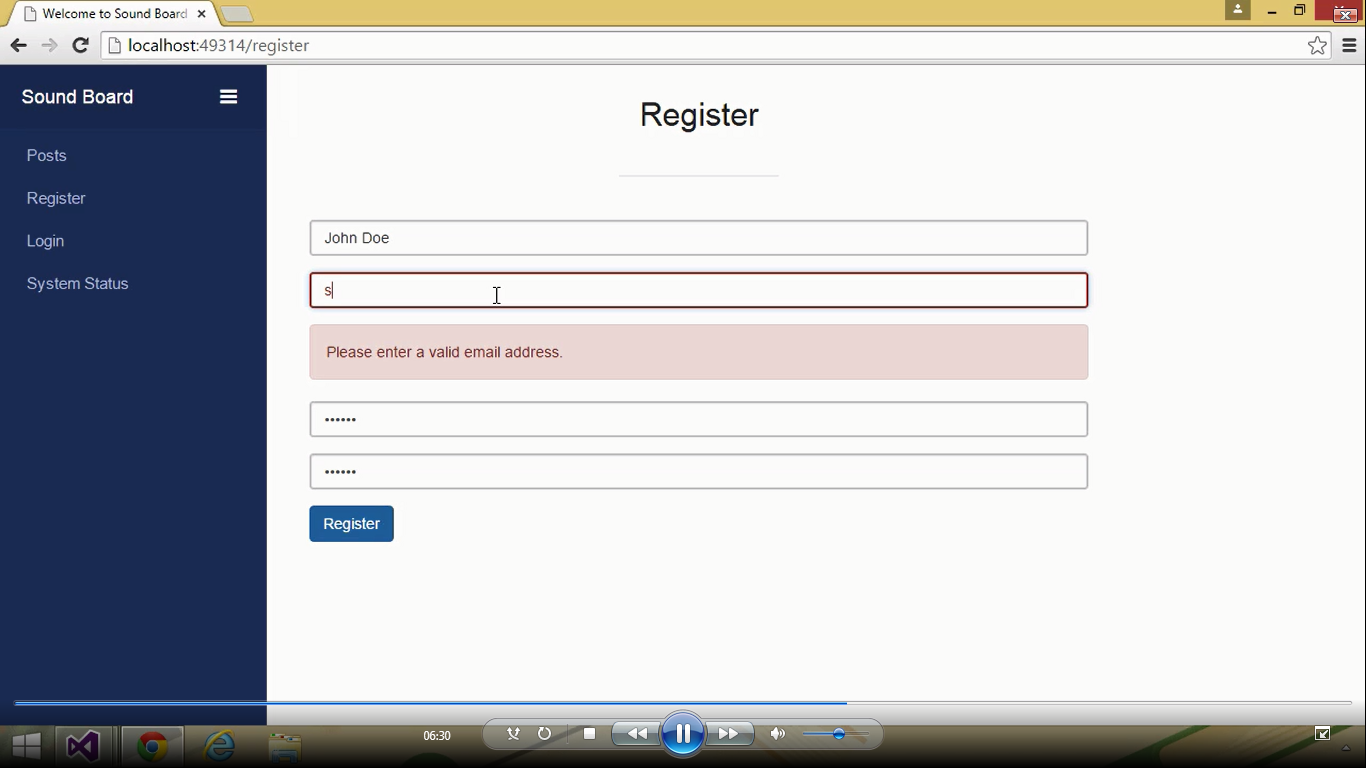 Welcome to Sound Board
localhost:49314/register
Sound Board
Register
Posts
Register
Login
System Status
John Doe
s
Please enter a valid email address.
••••••
••••••
Register
06:30